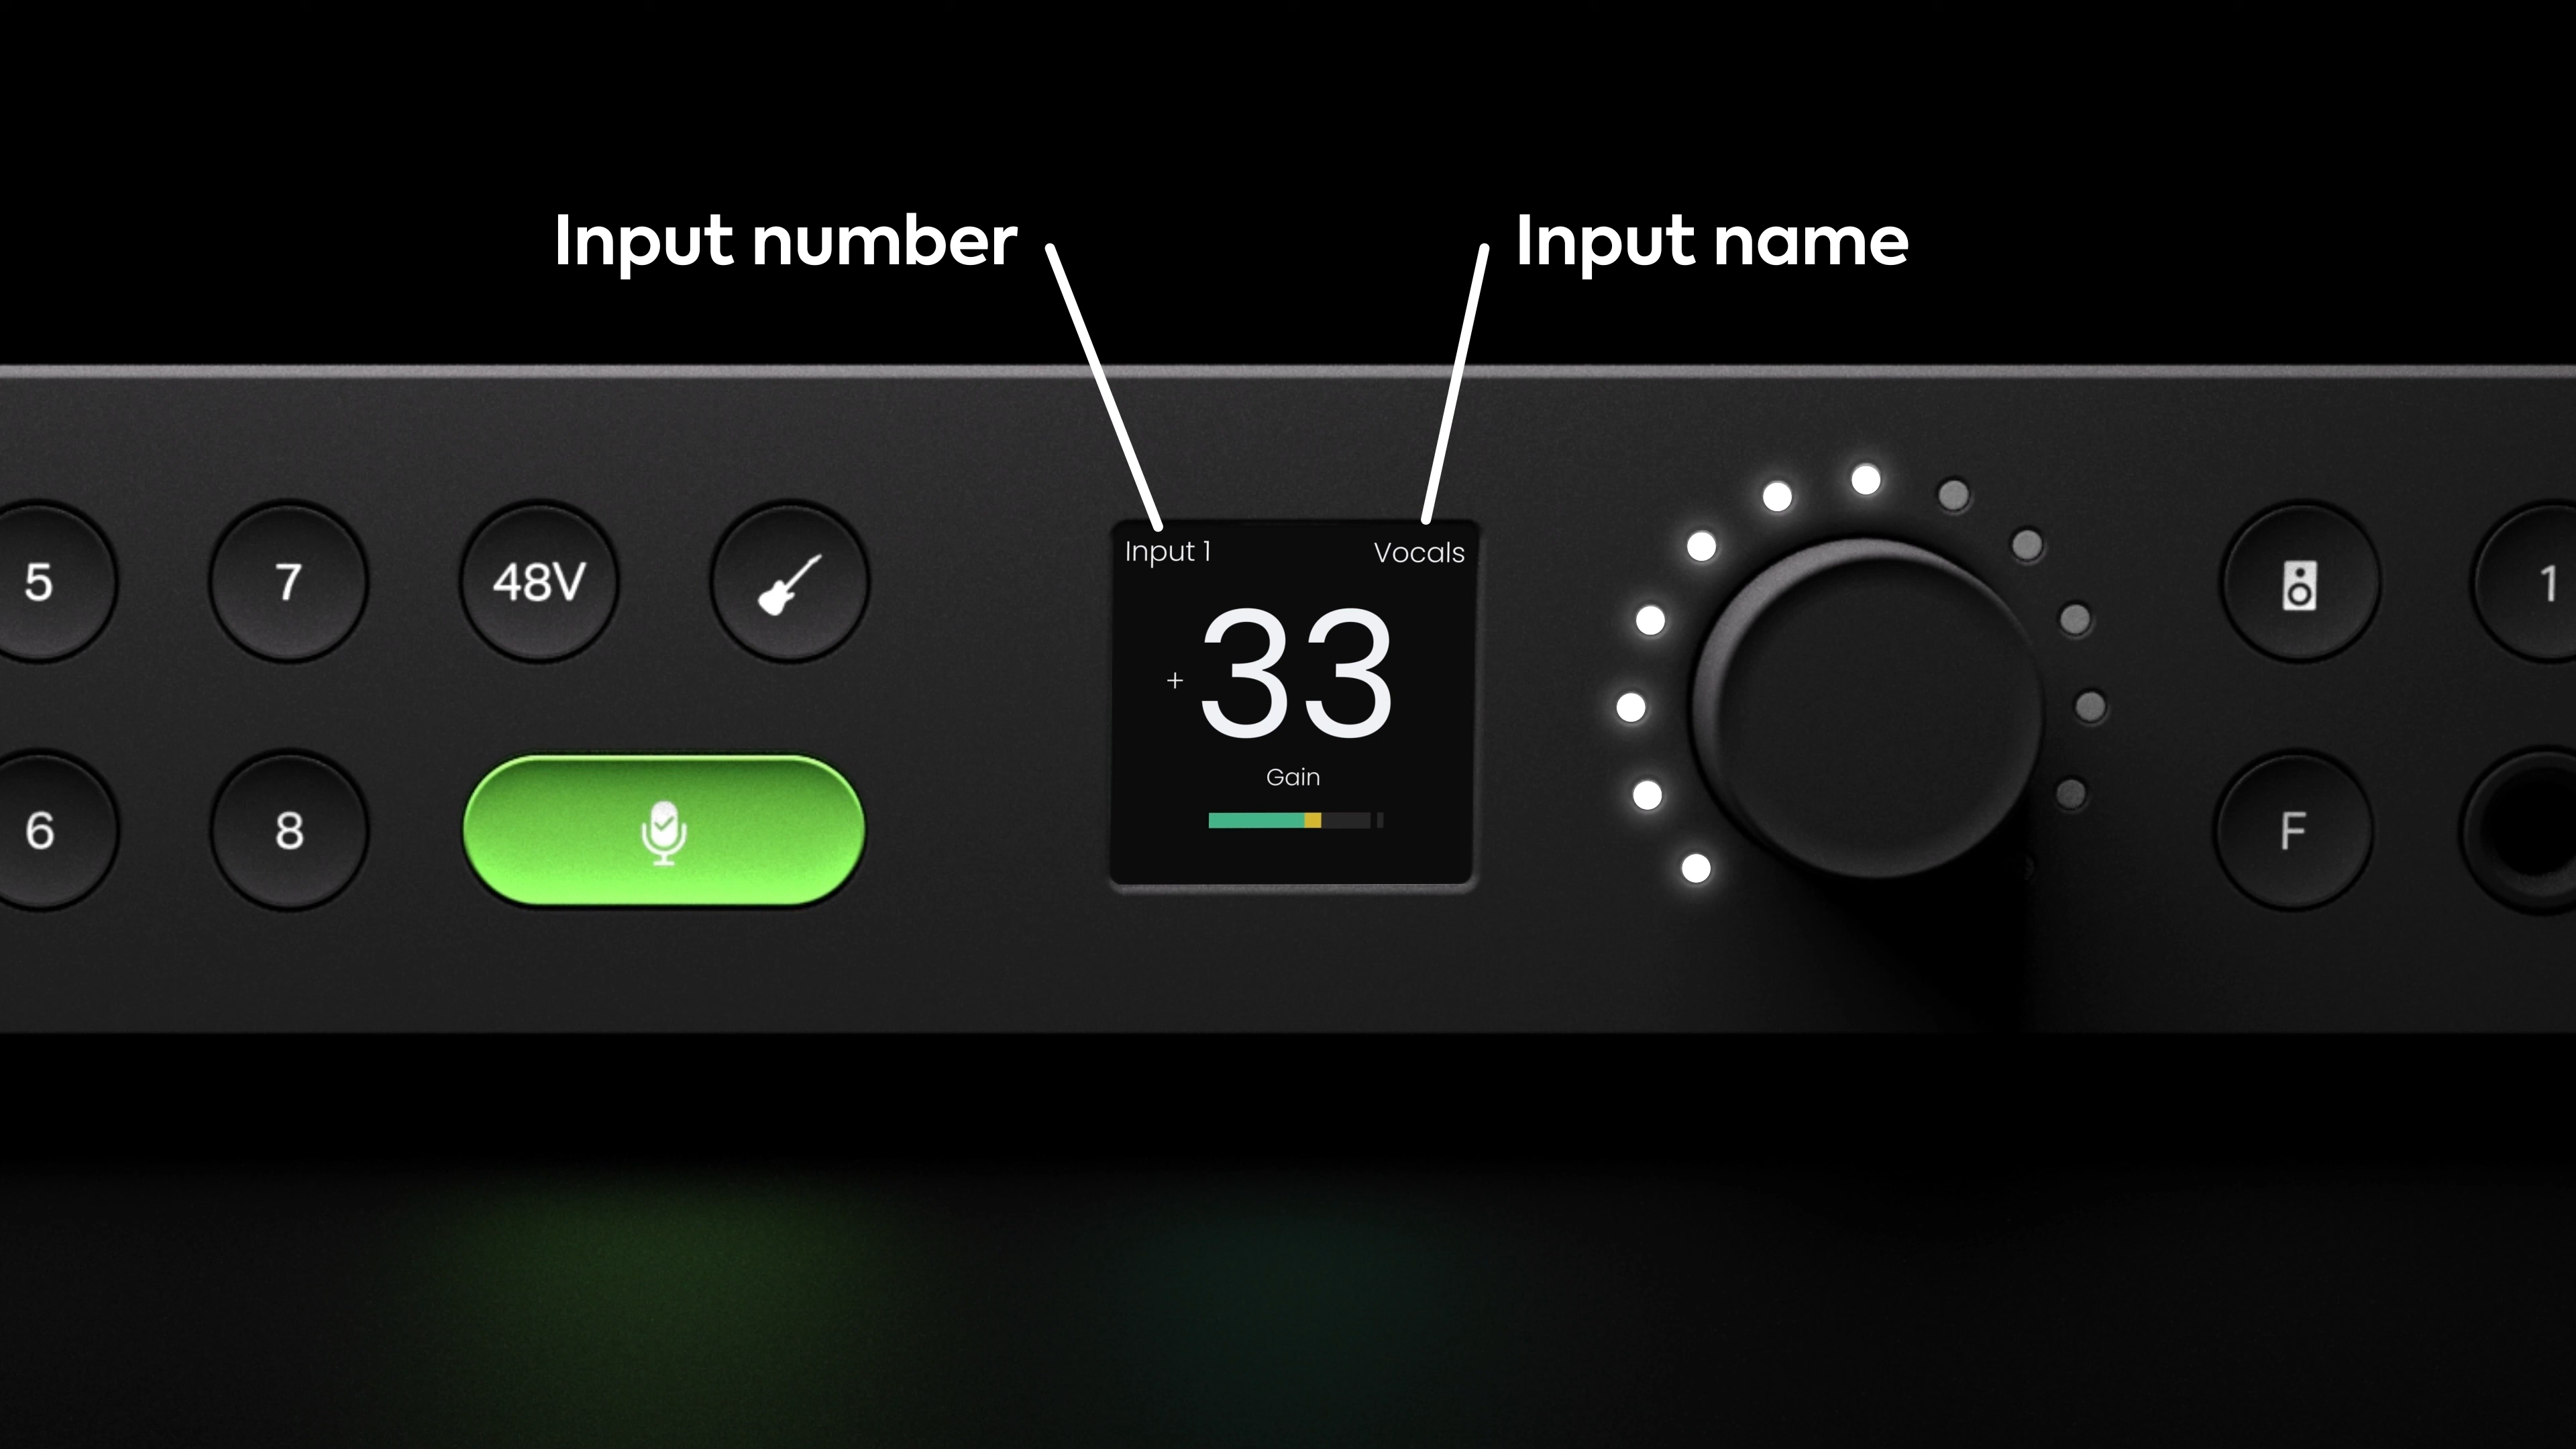 Input number
Input name
5
7
48V
1
Input 1
Vocals
+33
Gain
6
8
F